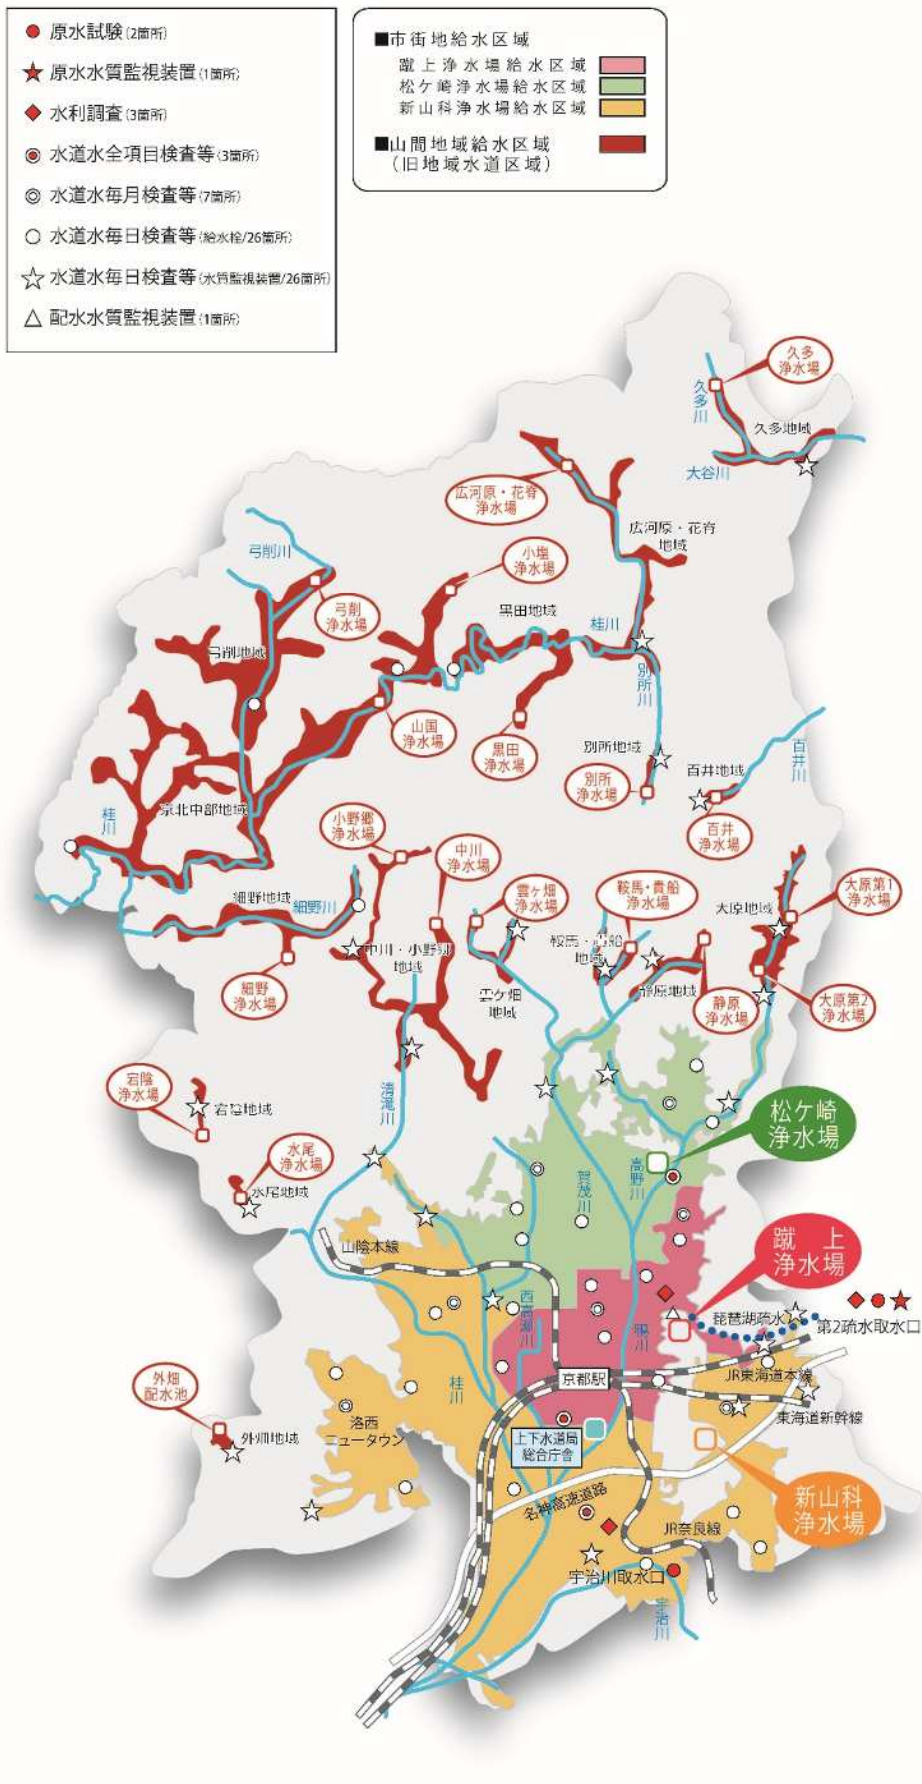 原水試験(2箇所)
原水水質監視装置(1箇所)
水利調査(3箇所)
水道水全項目検査等(3箇所)
水道水毎月検査等(7箇所)
水道水毎日検査等(給水栓/26箇所)
水道水毎日検査等(水質監視装置/26箇所)
配水水質監視装置(1箇所)
■市街地給水区域
蹴上浄水場給水区域
松ケ崎浄水場給水区域
新山科浄水場給水区域
■山間地域給水区域
(旧地域水道区域)
久多
浄水場
久多川
久多地域
大谷川
広河原・花脊
浄水場
広河原・花脊
地域
弓削川
小塩
浄水場
弓削
浄水場
黒田地域
桂川
弓削地域
別所川
山国
浄水場
黒田
浄水場
別所地域
百井川
百井地域
別所
浄水場
京北中部地域
桂川
小野郷
浄水場
中川
浄水場
百井
浄水場
細野地域
細野川
雲ヶ畑
浄水場
鞍馬・貴船
浄水場
大原地域
大原第1
浄水場
中川・小野郷
地域
鞍馬・貴船
地域
細野
浄水場
雲ケ畑
地域
静原地域
静原
浄水場
大原第2
浄水場
宕陰
浄水場
宕陰地域
清滝川
松ケ崎
浄水場
水尾
浄水場
水尾地域
賀茂川
高野川
山陰本線
蹴上
浄水場
西高瀬川
鴨川
琵琶湖疏水
第2疏水取水口
外畑
配水池
桂川
京都駅
JR東海道本線
東海道新幹線
外畑地域
洛西
ニュータウン
上下水道局
総合庁舎
名神高速道路
新山科
浄水場
JR奈良線
宇治川取水口
宇治川